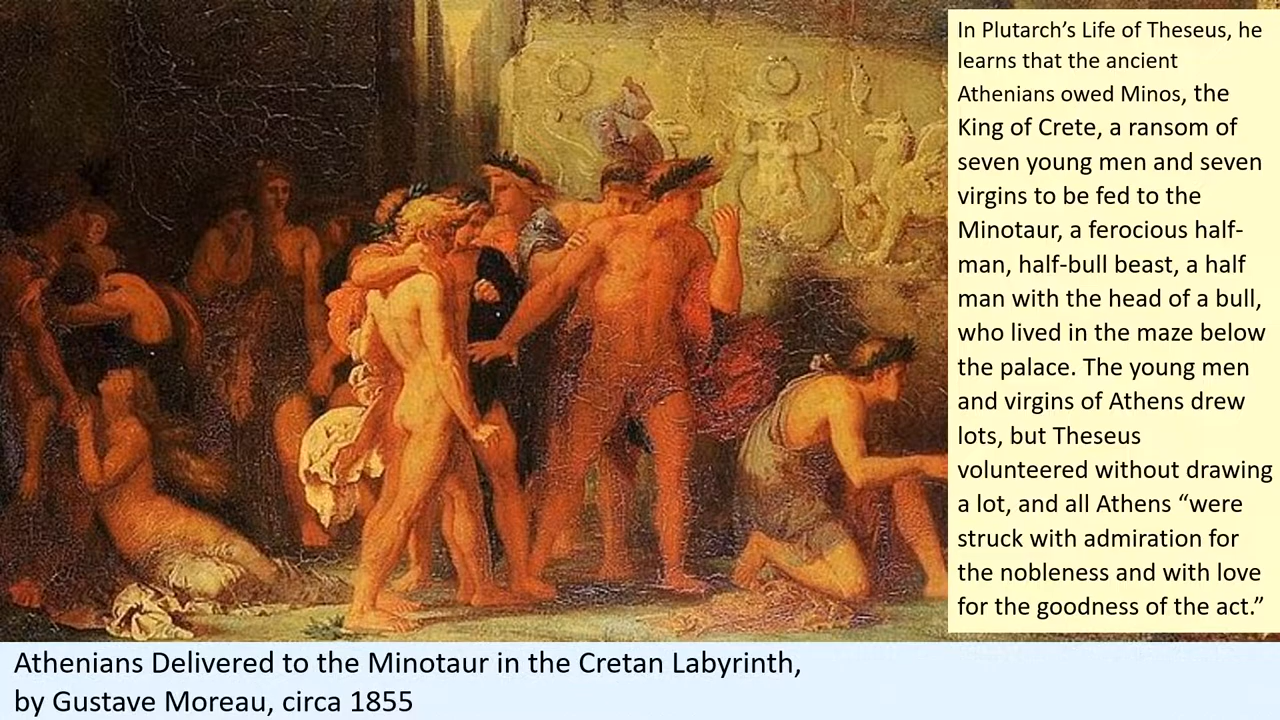 In Plutarch’s Life of Theseus, he
learns that the ancient
Athenians owed Minos, the
King of Crete, a ransom of
seven young men and seven
virgins to be fed to the
Minotaur, a ferocious half-
man, half-bull beast, a half
man with the head of a bull,
who lived in the maze below
the palace. The young men
and virgins of Athens drew
lots, but Theseus
volunteered without drawing
a lot, and all Athens “were
struck with admiration for
the nobleness and with love
for the goodness of the act.”
Athenians Delivered to the Minotaur in the Cretan Labyrinth,
by Gustave Moreau, circa 1855